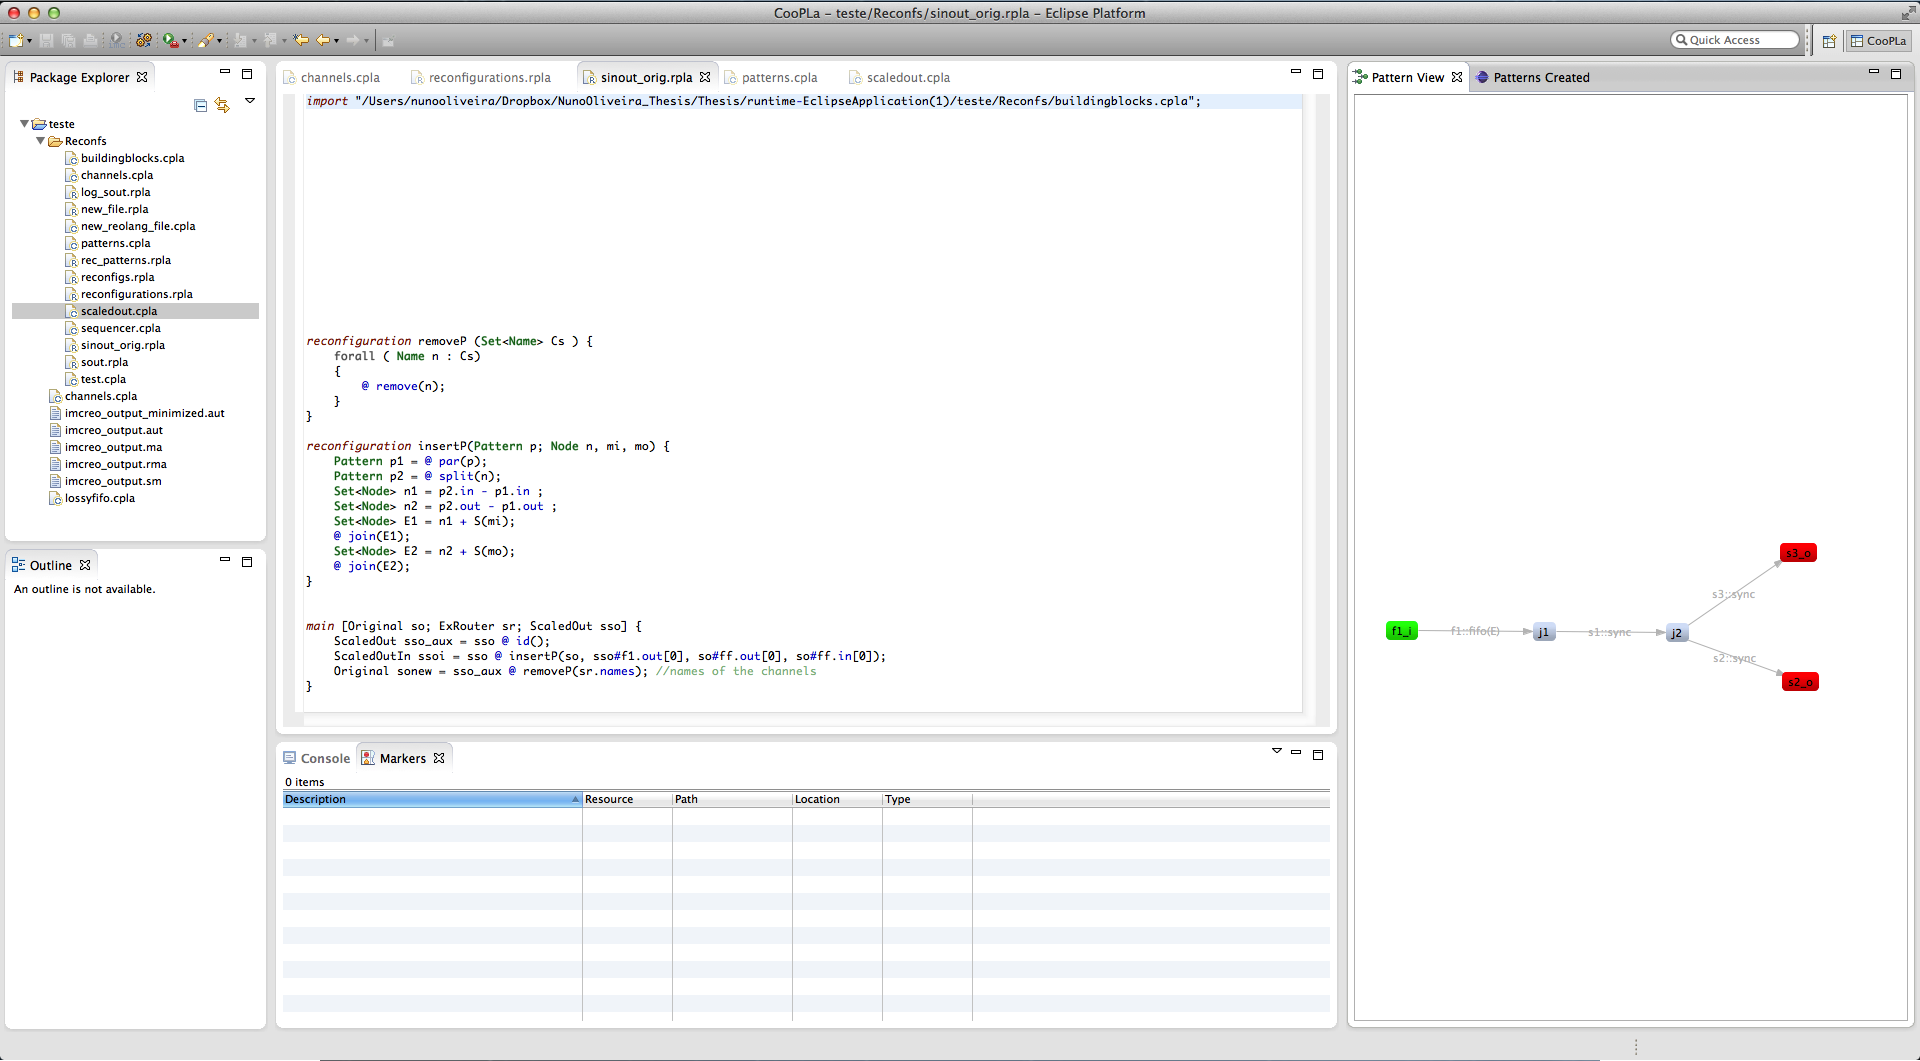 CooPLa – teste/Reconfs/sinout_orig.rpla – Eclipse Platform
Quick Access
CooPLa
Package Explorer
teste
Reconfs
buildingblocks.cpla
channels.cpla
log_sout.rpla
new_file.rpla
new_reolang_file.cpla
patterns.cpla
rec_patterns.rpla
reconfigs.rpla
reconfigurations.rpla
scaledout.cpla
sequencer.cpla
sinout_orig.rpla
sout.rpla
test.cpla
channels.cpla
imcreo_output_minimized.aut
imcreo_output.aut
imcreo_output.ma
imcreo_output.rma
imcreo_output.sm
lossyfifo.cpla
Outline
An outline is not available.
channels.cpla reconfigurations.rpla sinout_orig.rpla patterns.cpla scaledout.cpla
import "/Users/nunooliveira/Dropbox/NunoOliveira_Thesis/Thesis/runtime-EclipseApplication(1)/teste/Reconfs/buildingblocks.cpla";
reconfiguration removeP (Set<Name> Cs ) {
forall ( Name n : Cs)
{
@ remove(n);
}
}
reconfiguration insertP(Pattern p; Node n, mi, mo) {
Pattern p1 = @ par(p);
Pattern p2 = @ split(n);
Set<Node> n1 = p2.in - p1.in ;
Set<Node> n2 = p2.out - p1.out ;
Set<Node> E1 = n1 + S(mi);
@ join(E1);
Set<Node> E2 = n2 + S(mo);
@ join(E2);
}
main [Original so; ExRouter sr; ScaledOut sso] {
ScaledOut sso_aux = sso @ id();
ScaledOutIn ssoi = sso @ insertP(so, sso#f1.out[0], so#ff.out[0], so#ff.in[0]);
Original sonew = sso_aux @ removeP(sr.names); //names of the channels
}
Console Markers
0 items
Description Resource Path Location Type
Pattern View Patterns Created
s3_o
s3::sync
f1_i f1::fifo(E) j1 s1::sync j2
s2::sync
s2_o